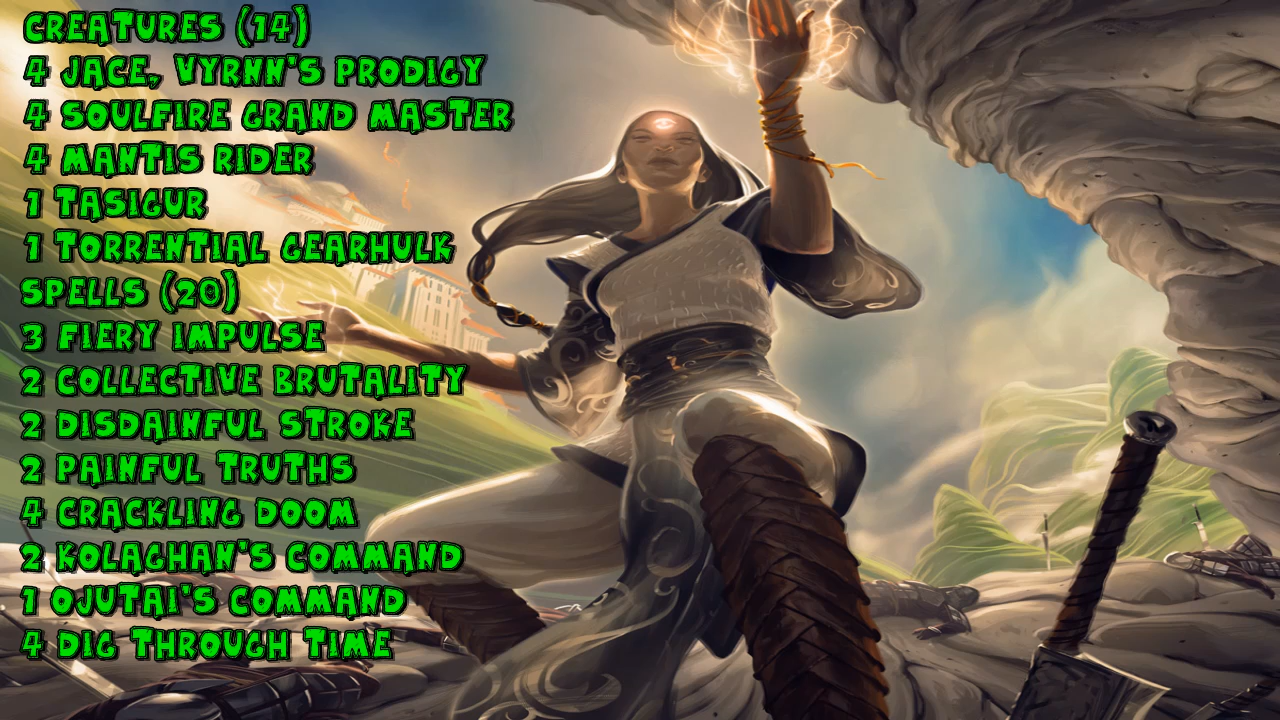 CREATURES (14)
4 JACE, VYRNN'S PRODIGY
4 SOULFIRE GRAND MASTER
4 MANTIS RIDER
1 TASIGUR
1 TORRENTIAL GEARHULK
SPELLS (20)
3 FIERY IMPULSE
2 COLLECTIVE BRUTALITY
2 DISDAINFUL STROKE
2 PAINFUL TRUTHS
4 CRACKLING DOOM
2 KOLAGHAN'S COMMAND
1 OJUTAI'S COMMAND
4 DIG THROUGH TIME